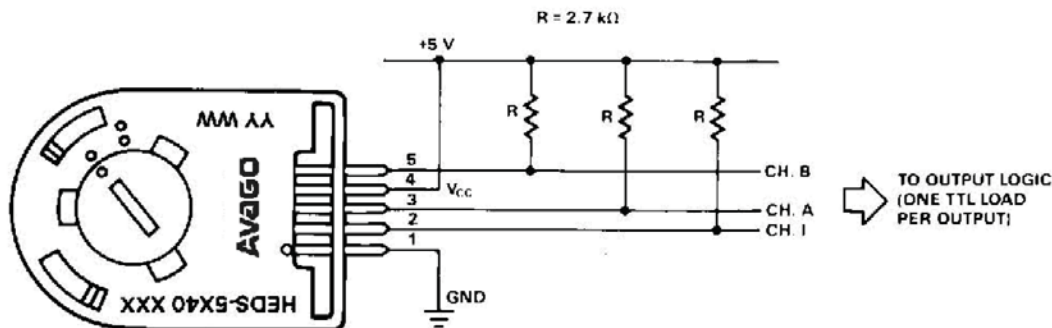 R = 2.7 kΩ
+5 V
R
R
R
YY WW
AVAGO
HEDS-5X40 XXX
5
4
3
2
1
VCC
GND
CH. B
CH. A
CH. I
TO OUTPUT LOGIC
(ONE TTL LOAD
PER OUTPUT)